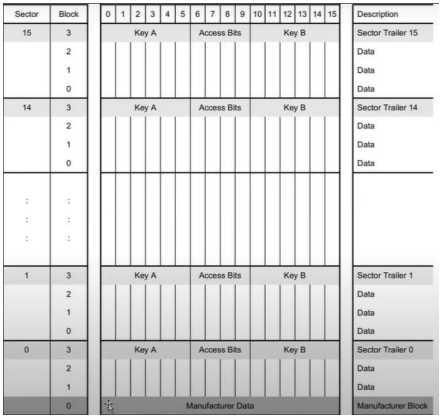 Sector Block 0 1 2 3 4 5 6 7 8 9 10 11 12 13 14 15 Description
15 3 Key A Access Bits Key B Sector Trailer 15
2 Data
1 Data
0 Data
14 3 Key A Access Bits Key B Sector Trailer 14
2 Data
1 Data
0 Data
: :
: :
: :
1 3 Key A Access Bits Key B Sector Trailer 1
2 Data
1 Data
0 Data
0 3 Key A Access Bits Key B Sector Trailer 0
2 Data
1 Data
0 Manufacturer Data Manufacturer Block